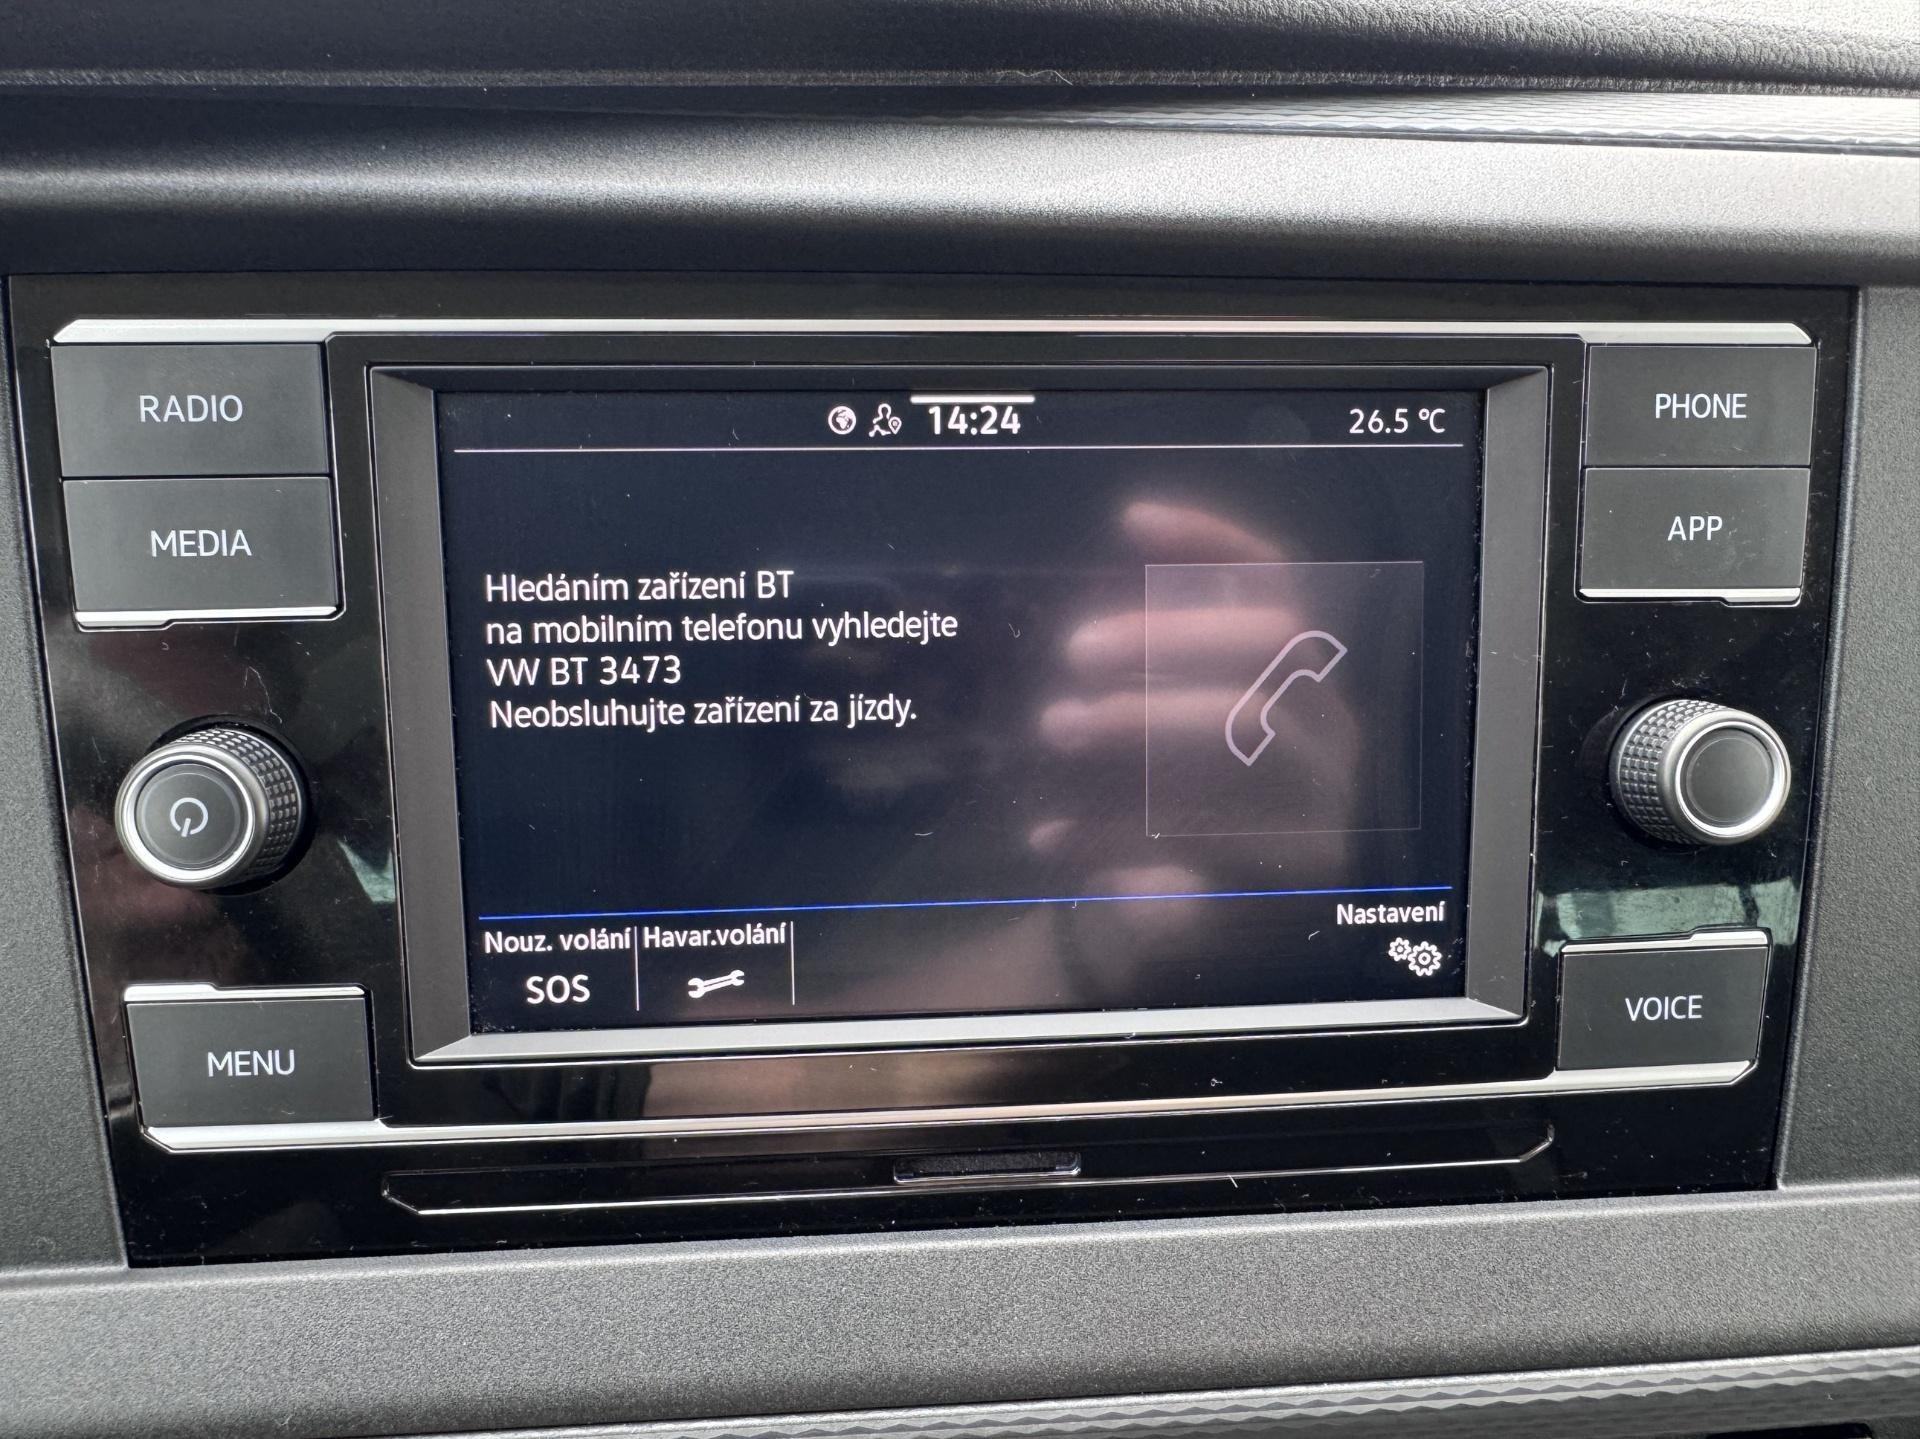 RADIO
MEDIA
MENU
14:24
26.5 °C
Hledáním zařízení BT
na mobilním telefonu vyhledejte
VW BT 3473
Neobsluhujte zařízení za jízdy.
Nouz. volání
SOS
Havar.volání
Nastavení
PHONE
APP
VOICE